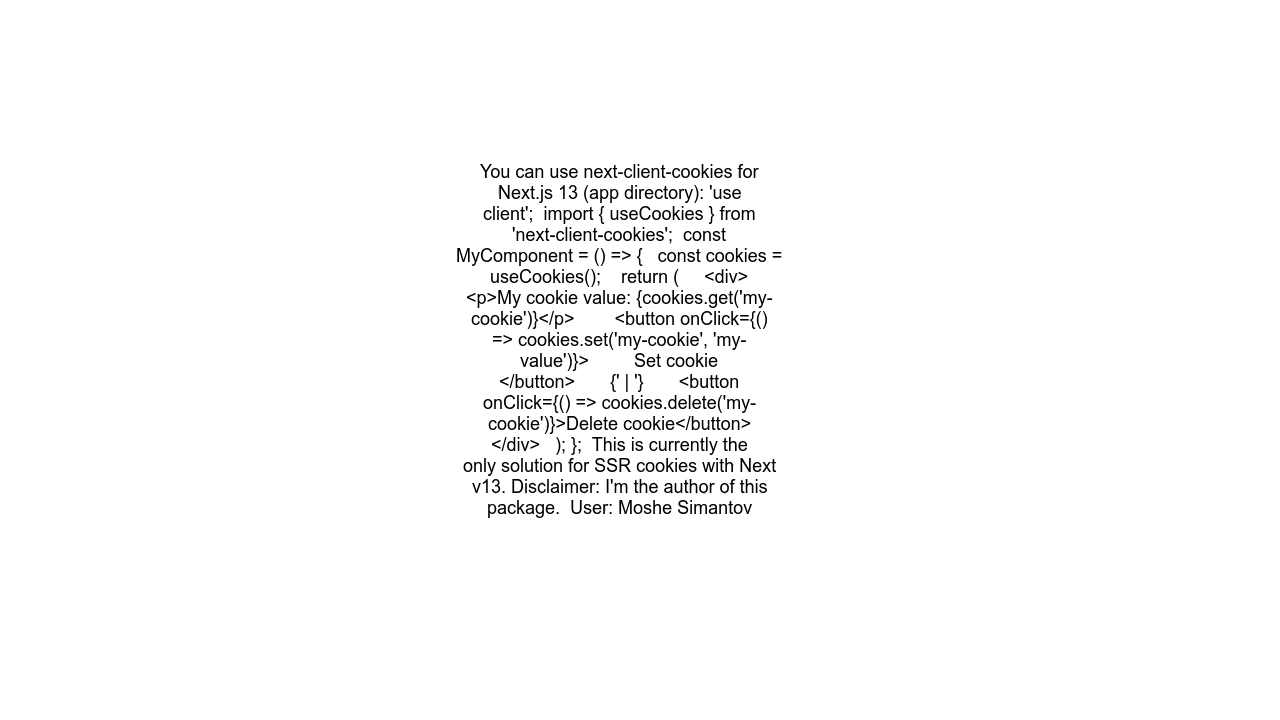 You can use next-client-cookies for
Next.js 13 (app directory): 'use
client';  import { useCookies } from
'next-client-cookies';  const
MyComponent = () => {   const cookies =
useCookies();    return (     <div>
<p>My cookie value: {cookies.get('my-
cookie')}</p>        <button onClick={()
=> cookies.set('my-cookie', 'my-
value')}>         Set cookie
</button>       {' | '}       <button
onClick={() => cookies.delete('my-
cookie')}>Delete cookie</button>
</div>   ); };  This is currently the
only solution for SSR cookies with Next
v13. Disclaimer: I'm the author of this
package.  User: Moshe Simantov